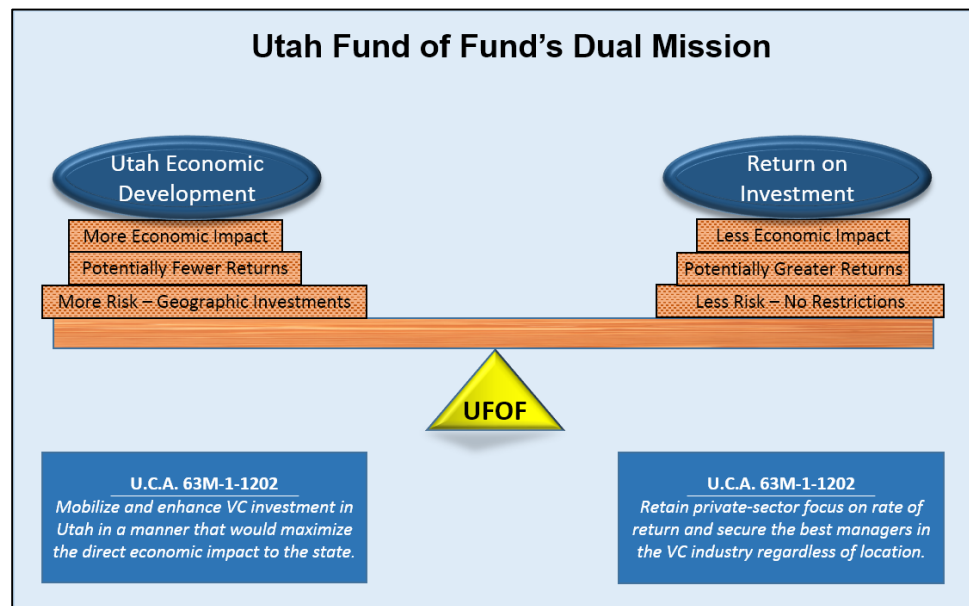 Utah Fund of Fund's Dual Mission
Utah Economic
Development
More Economic Impact
Potentially Fewer Returns
More Risk – Geographic Investments
Return on
Investment
Less Economic Impact
Potentially Greater Returns
Less Risk – No Restrictions
UFOF
U.C.A. 63M-1-1202
Mobilize and enhance VC investment in
Utah in a manner that would maximize
the direct economic impact to the state.
U.C.A. 63M-1-1202
Retain private-sector focus on rate of
return and secure the best managers in
the VC industry regardless of location.